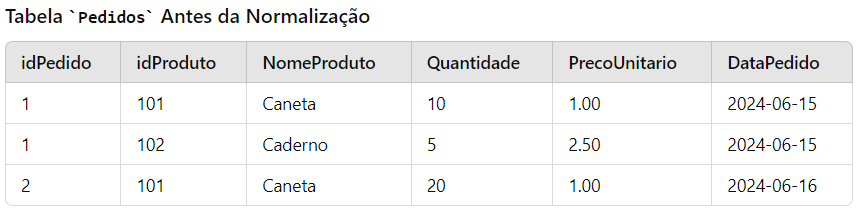 Tabela `Pedidos` Antes da Normalização
idPedido idProduto NomeProduto Quantidade PrecoUnitario DataPedido
1 101 Caneta 10 1.00 2024-06-15
1 102 Caderno 5 2.50 2024-06-15
2 101 Caneta 20 1.00 2024-06-16